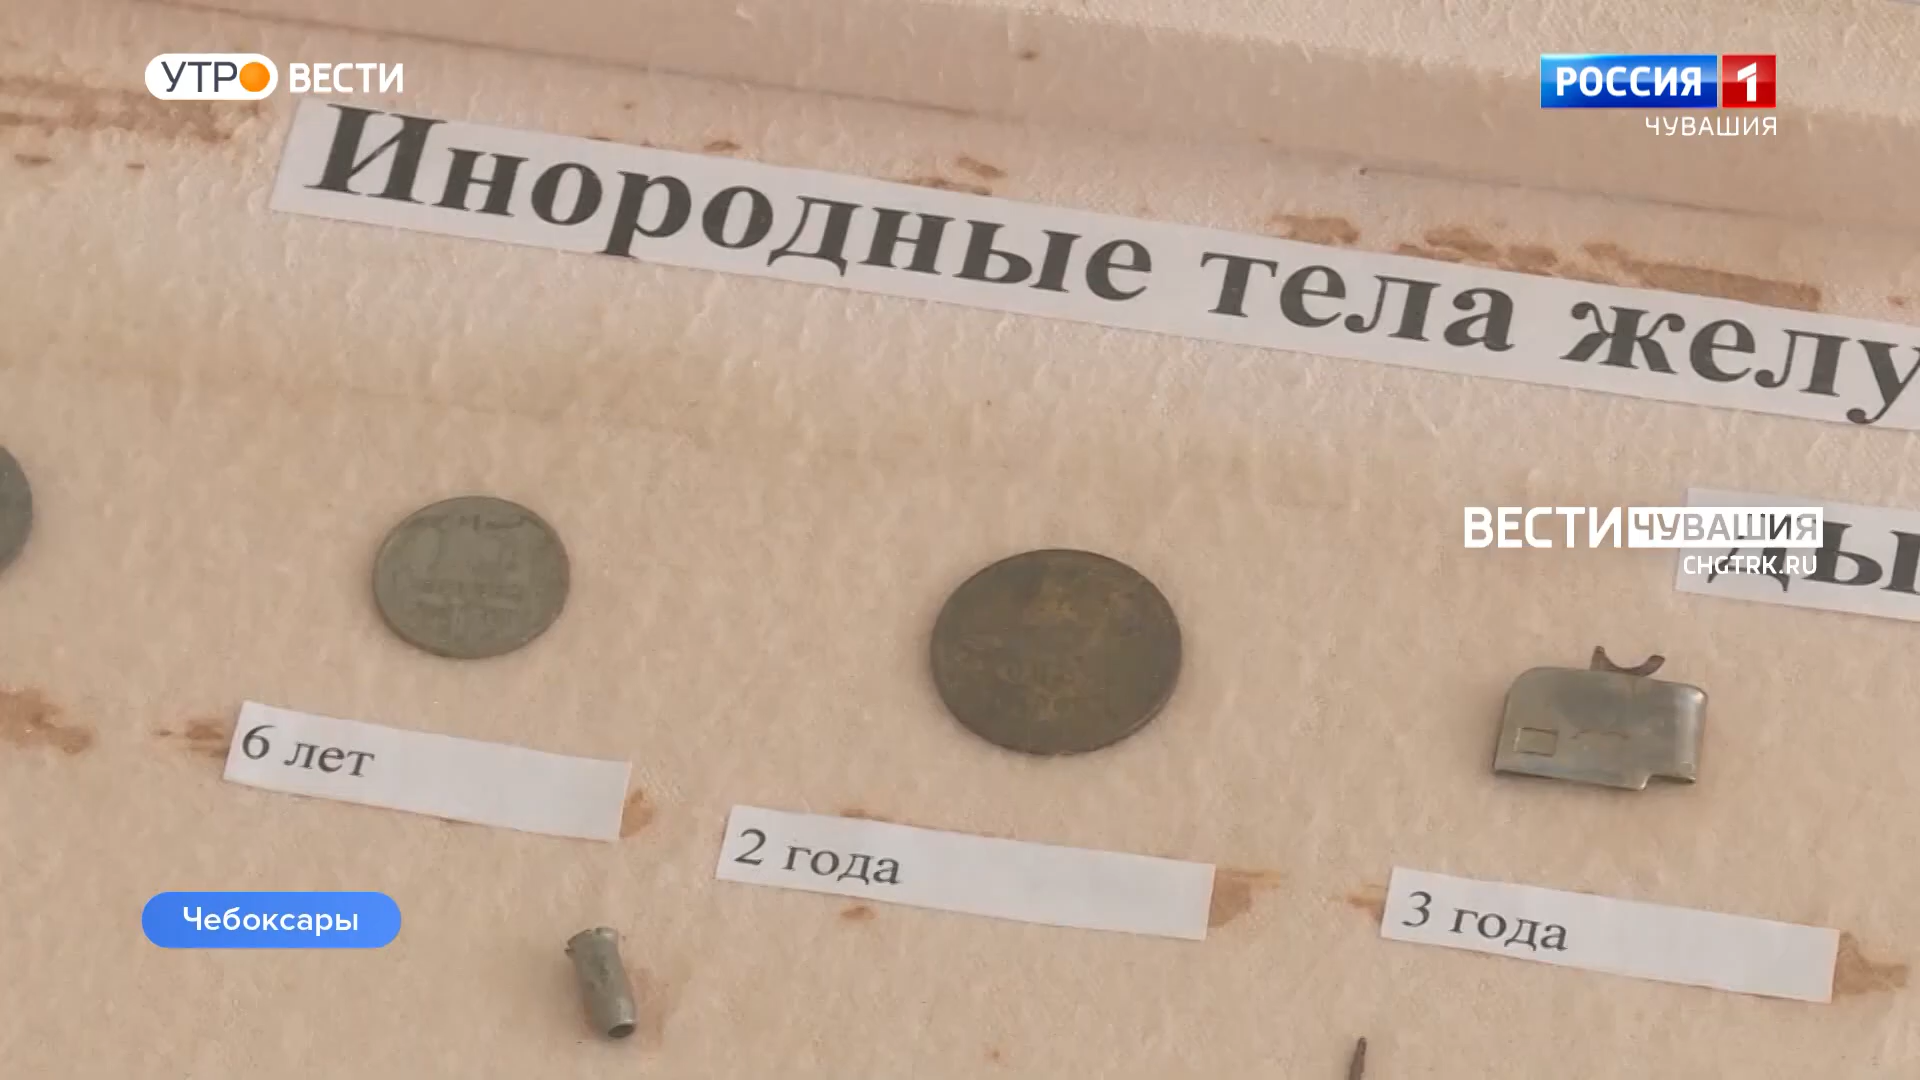 УТРО ВЕСТИ
РОССИЯ 1
ЧУВАШИЯ
Инородные тела желу
ВЕСТИ ЧУВАШИЯ
CHGTRK.RU
ды
6 лет
2 года
3 года
Чебоксары